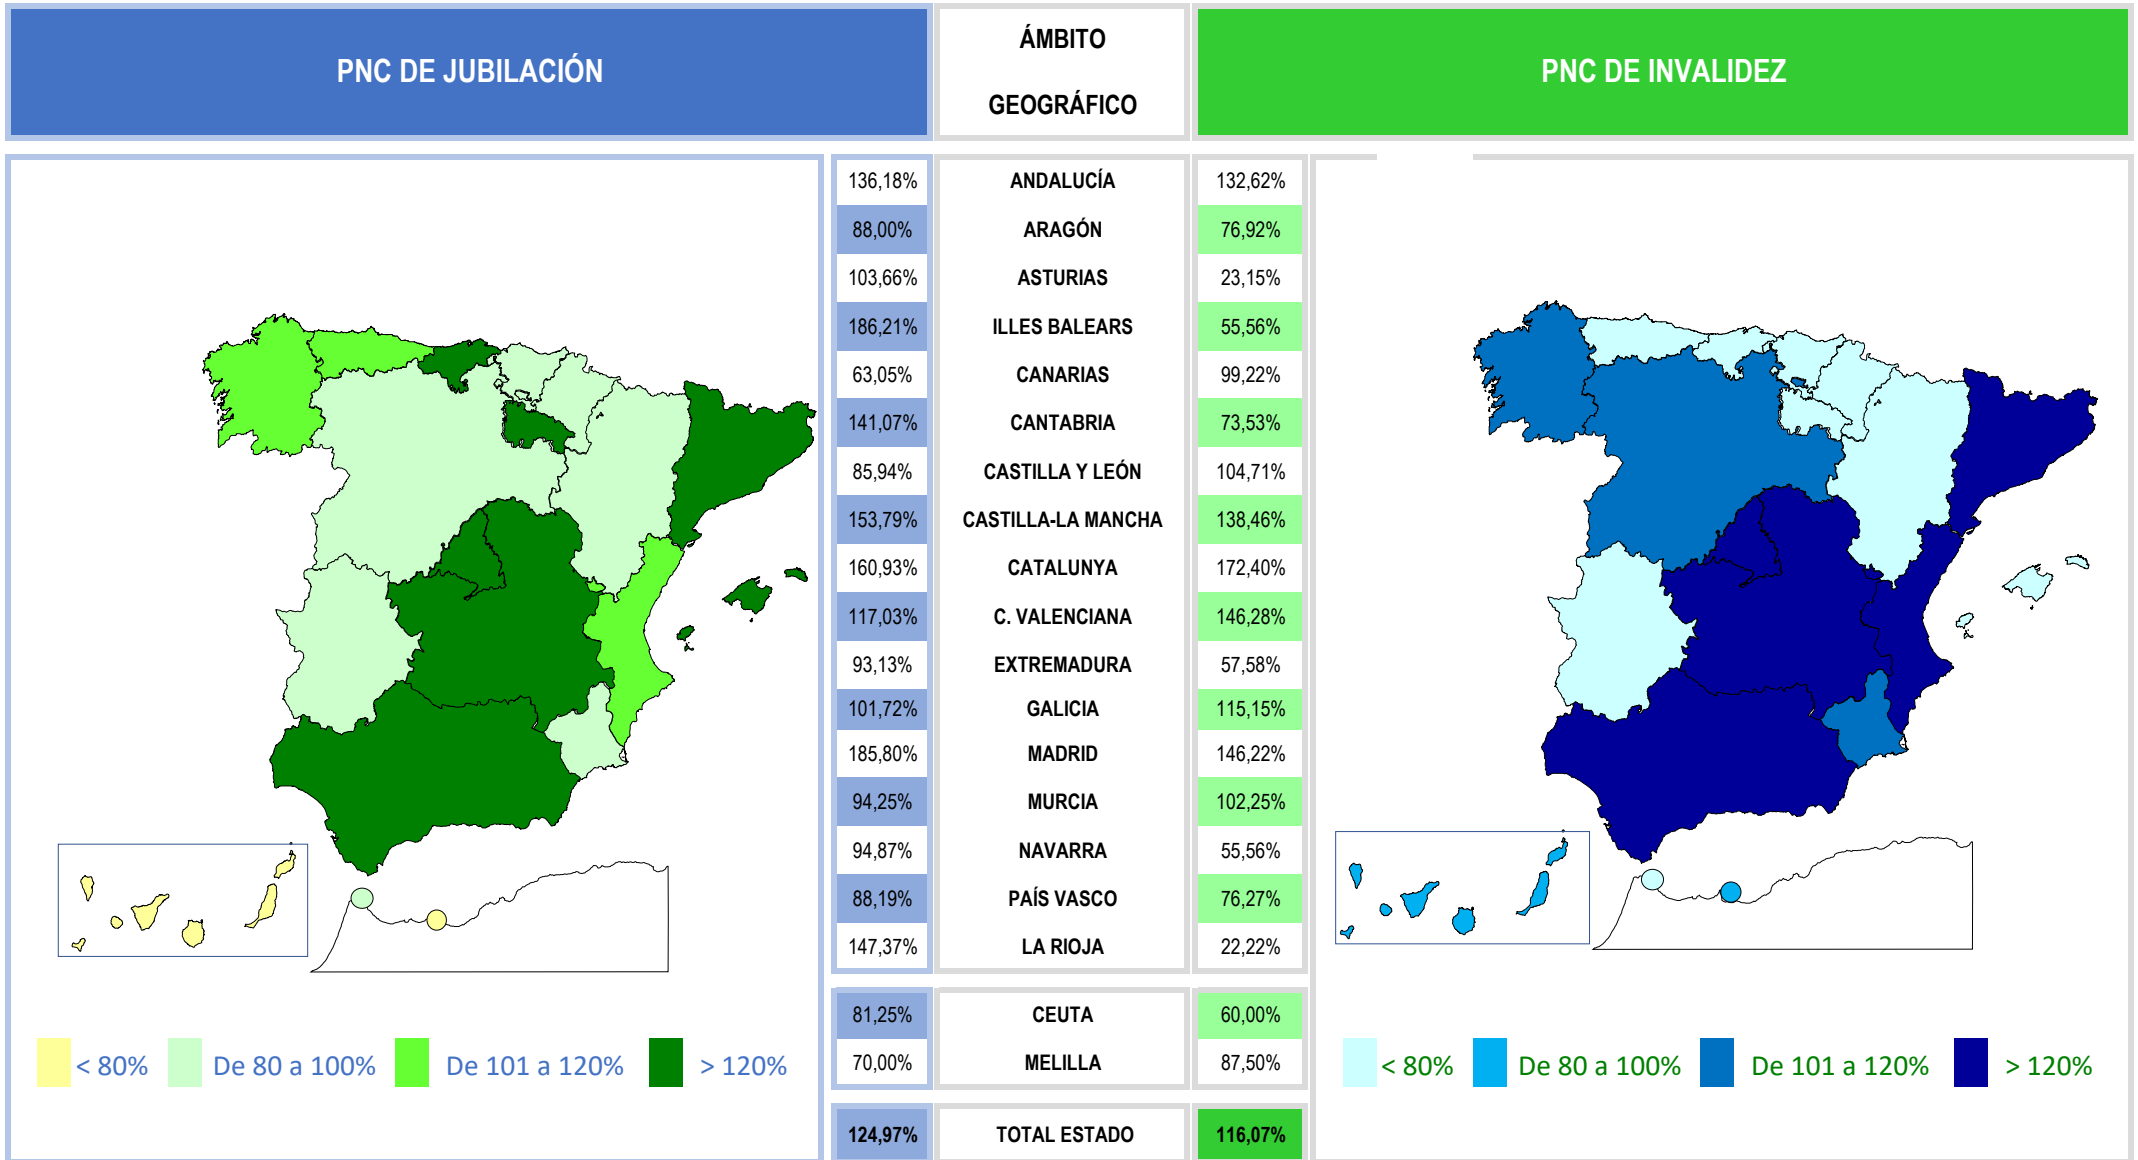 PNC DE JUBILACIÓN
ÁMBITO
GEOGRÁFICO
PNC DE INVALIDEZ
136,18% ANDALUCÍA 132,62%
88,00% ARAGÓN 76,92%
103,66% ASTURIAS 23,15%
186,21% ILLES BALEARS 55,56%
63,05% CANARIAS 99,22%
141,07% CANTABRIA 73,53%
85,94% CASTILLA Y LEÓN 104,71%
153,79% CASTILLA-LA MANCHA 138,46%
160,93% CATALUNYA 172,40%
117,03% C. VALENCIANA 146,28%
93,13% EXTREMADURA 57,58%
101,72% GALICIA 115,15%
185,80% MADRID 146,22%
94,25% MURCIA 102,25%
94,87% NAVARRA 55,56%
88,19% PAÍS VASCO 76,27%
147,37% LA RIOJA 22,22%
81,25% CEUTA 60,00%
70,00% MELILLA 87,50%
124,97% TOTAL ESTADO 116,07%
< 80% De 80 a 100% De 101 a 120% > 120%
< 80% De 80 a 100% De 101 a 120% > 120%